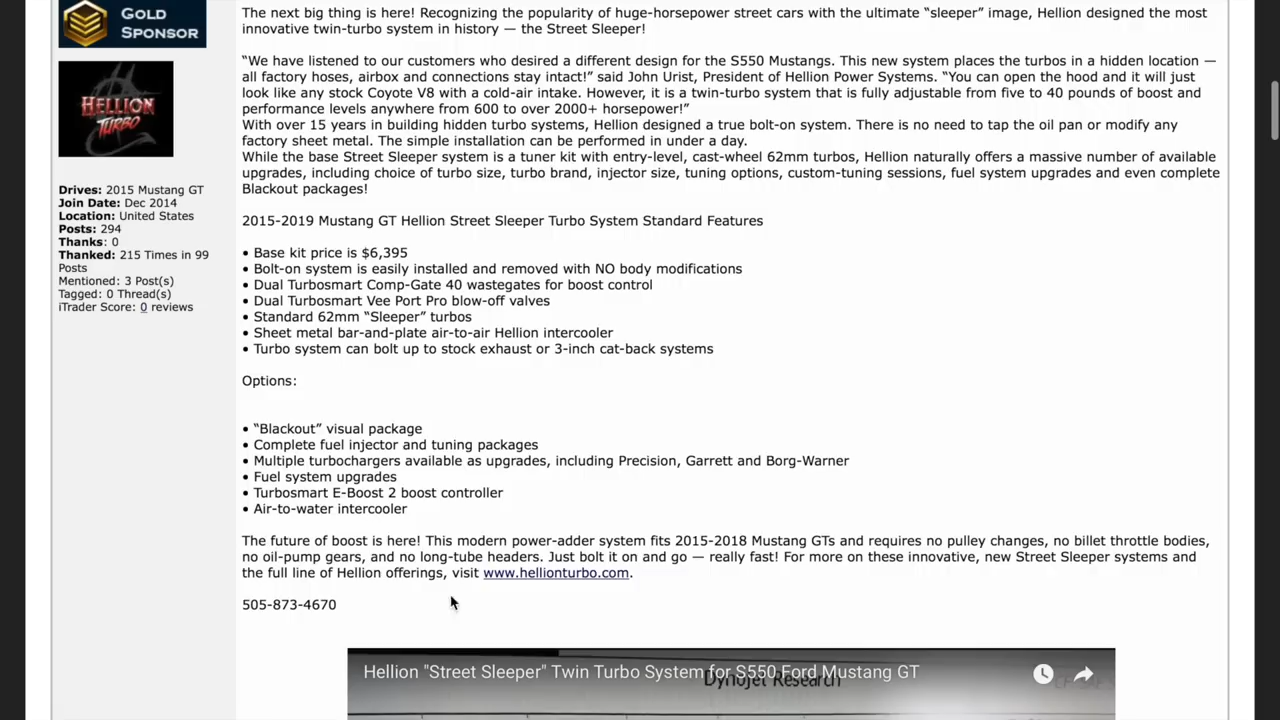 GOLD
SPONSOR
HELLION
TURBO
Drives: 2015 Mustang GT
Join Date: Dec 2014
Location: United States
Posts: 294
Thanks: 0
Thanked: 215 Times in 99
Posts
Mentioned: 3 Post(s)
Tagged: 0 Thread(s)
iTrader Score: 0 reviews
The next big thing is here! Recognizing the popularity of huge-horsepower street cars with the ultimate “sleeper” image, Hellion designed the most
innovative twin-turbo system in history — the Street Sleeper!
“We have listened to our customers who desired a different design for the S550 Mustangs. This new system places the turbos in a hidden location —
all factory hoses, airbox and connections stay intact!” said John Urist, President of Hellion Power Systems. “You can open the hood and it will just
look like any stock Coyote V8 with a cold-air intake. However, it is a twin-turbo system that is fully adjustable from five to 40 pounds of boost and
performance levels anywhere from 600 to over 2000+ horsepower!”
With over 15 years in building hidden turbo systems, Hellion designed a true bolt-on system. There is no need to tap the oil pan or modify any
factory sheet metal. The simple installation can be performed in under a day.
While the base Street Sleeper system is a tuner kit with entry-level, cast-wheel 62mm turbos, Hellion naturally offers a massive number of available
upgrades, including choice of turbo size, turbo brand, injector size, tuning options, custom-tuning sessions, fuel system upgrades and even complete
Blackout packages!
2015-2019 Mustang GT Hellion Street Sleeper Turbo System Standard Features
• Base kit price is $6,395
• Bolt-on system is easily installed and removed with NO body modifications
• Dual Turbosmart Comp-Gate 40 wastegates for boost control
• Dual Turbosmart Vee Port Pro blow-off valves
• Standard 62mm “Sleeper” turbos
• Sheet metal bar-and-plate air-to-air Hellion intercooler
• Turbo system can bolt up to stock exhaust or 3-inch cat-back systems
Options:
• “Blackout” visual package
• Complete fuel injector and tuning packages
• Multiple turbochargers available as upgrades, including Precision, Garrett and Borg-Warner
• Fuel system upgrades
• Turbosmart E-Boost 2 boost controller
• Air-to-water intercooler
The future of boost is here! This modern power-adder system fits 2015-2018 Mustang GTs and requires no pulley changes, no billet throttle bodies,
no oil-pump gears, and no long-tube headers. Just bolt it on and go — really fast! For more on these innovative, new Street Sleeper systems and
the full line of Hellion offerings, visit www.hellionturbo.com.
505-873-4670
Hellion "Street Sleeper" Twin Turbo System for S550 Ford Mustang GT
Dynojet Research